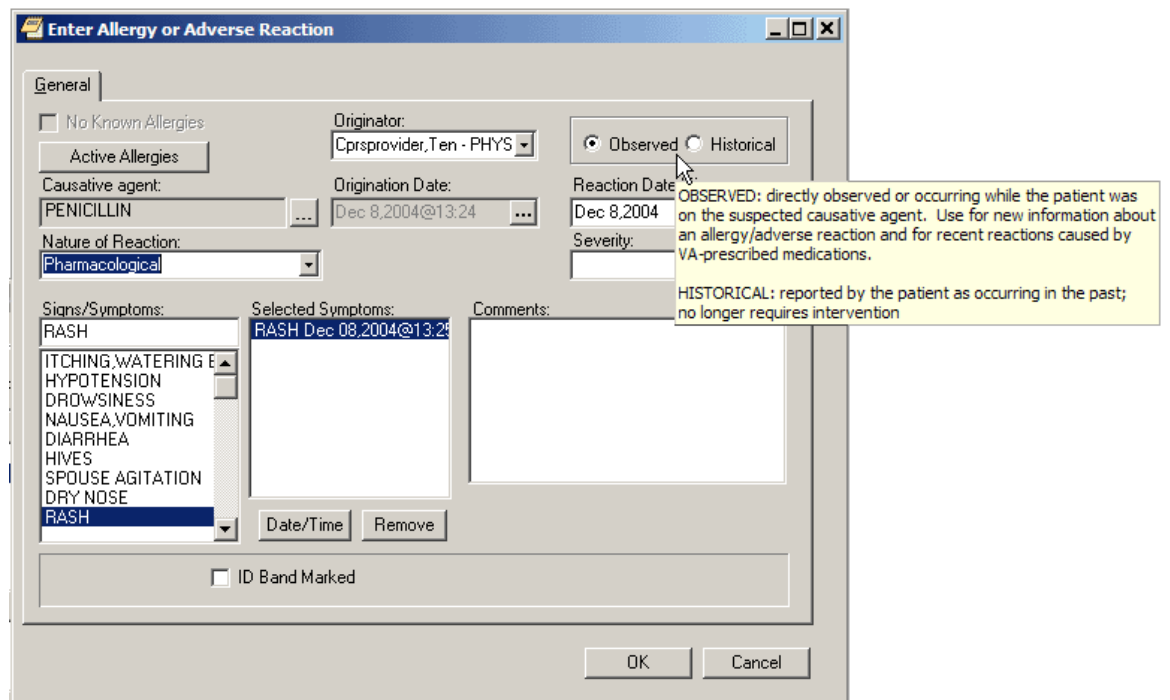 Enter Allergy or Adverse Reaction
General
No Known Allergies
Active Allergies
Originator:
Cprsprovider,Ten - PHYS
Observed
Historical
Causative agent:
PENICILLIN
...
Origination Date:
Dec 8,2004@13:24
...
Reaction Date
Dec 8,2004
OBSERVED: directly observed or occurring while the patient was
on the suspected causative agent.  Use for new information about
an allergy/adverse reaction and for recent reactions caused by
VA-prescribed medications.
HISTORICAL: reported by the patient as occurring in the past;
no longer requires intervention
Nature of Reaction:
Pharmacological
Severity:
Signs/Symptoms:
RASH
ITCHING,WATERING E
HYPOTENSION
DROWSINESS
NAUSEA,VOMITING
DIARRHEA
HIVES
SPOUSE AGITATION
DRY NOSE
RASH
Selected Symptoms:
RASH Dec 08,2004@13:25
Date/Time
Remove
Comments:
ID Band Marked
OK
Cancel